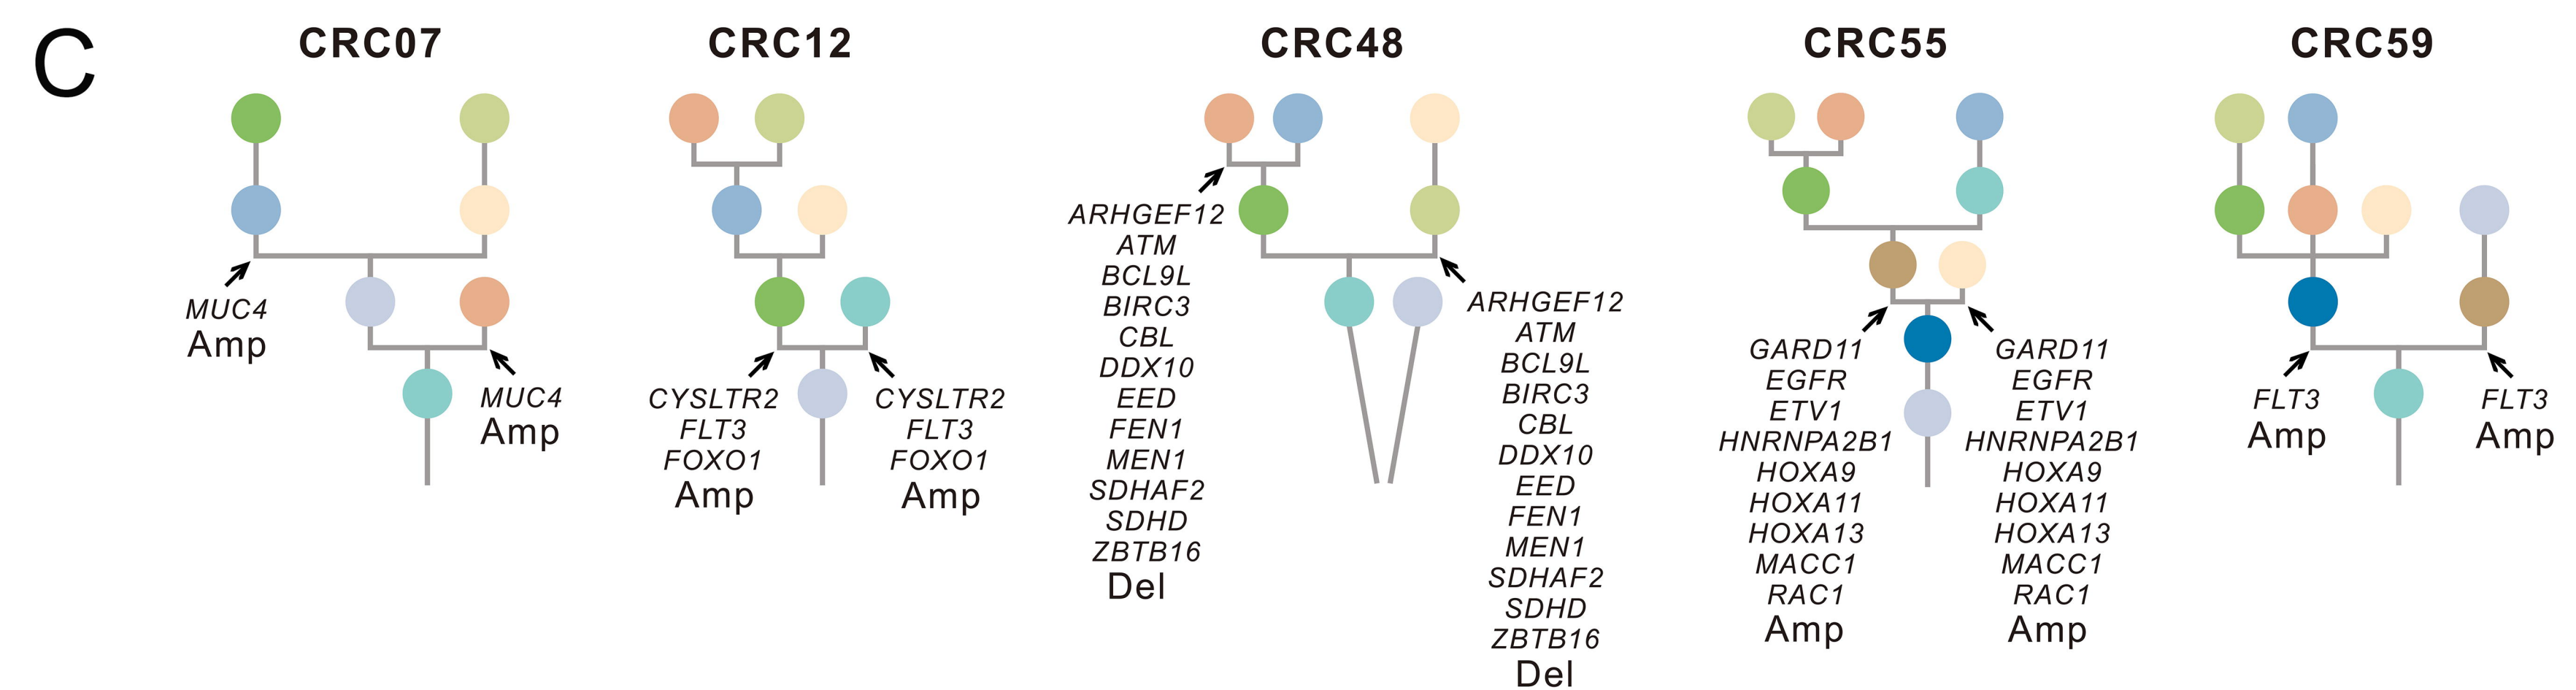 C
CRC07
CRC12
CRC48
CRC55
CRC59
MUC4
Amp
MUC4
Amp
CYSLTR2
FLT3
FOXO1
Amp
CYSLTR2
FLT3
FOXO1
Amp
ARHGEF12
ATM
BCL9L
BIRC3
CBL
DDX10
EED
FEN1
MEN1
SDHAF2
SDHD
ZBTB16
Del
ARHGEF12
ATM
BCL9L
BIRC3
CBL
DDX10
EED
FEN1
MEN1
SDHAF2
SDHD
ZBTB16
Del
GARD11
EGFR
ETV1
HNRNPA2B1
HOXA9
HOXA11
HOXA13
MACC1
RAC1
Amp
GARD11
EGFR
ETV1
HNRNPA2B1
HOXA9
HOXA11
HOXA13
MACC1
RAC1
Amp
FLT3
Amp
FLT3
Amp